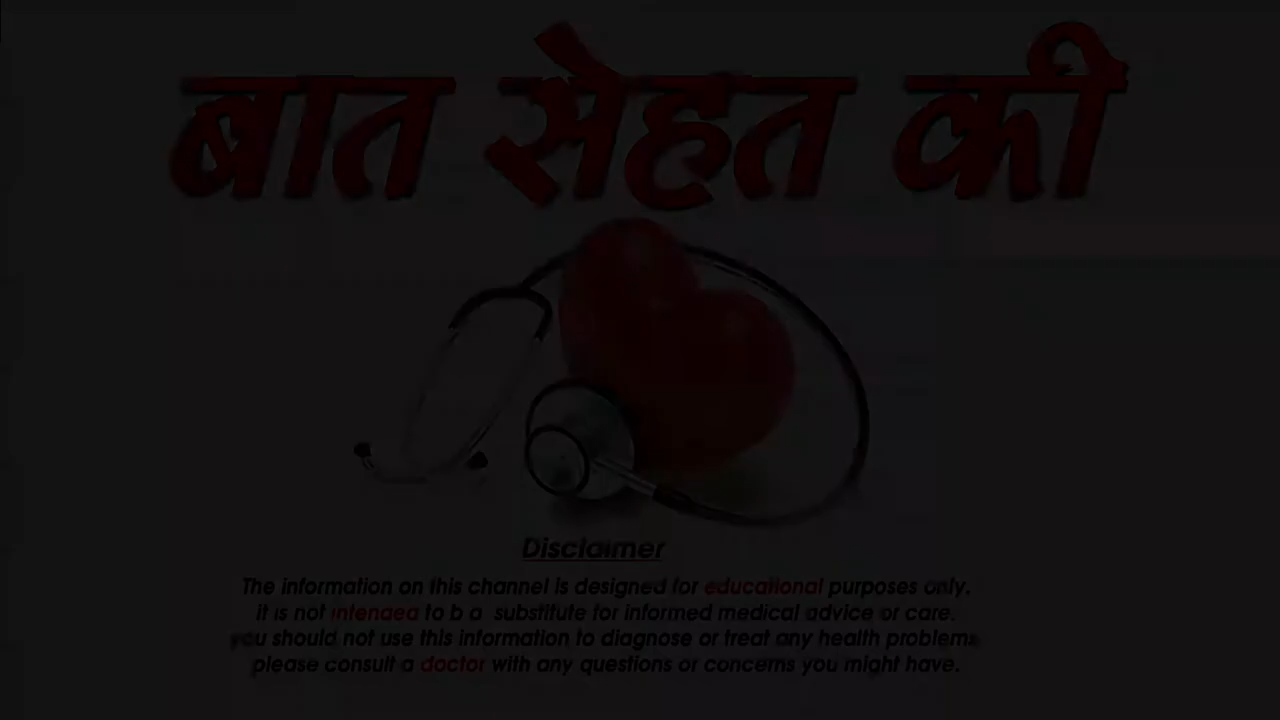 बात सेहत की
Disclaimer
The information on this channel is designed for educational purposes only.
it is not intended to b a substitute for informed medical advice or care.
you should not use this information to diagnose or treat any health problems
please consult a doctor with any questions or concerns you might have.